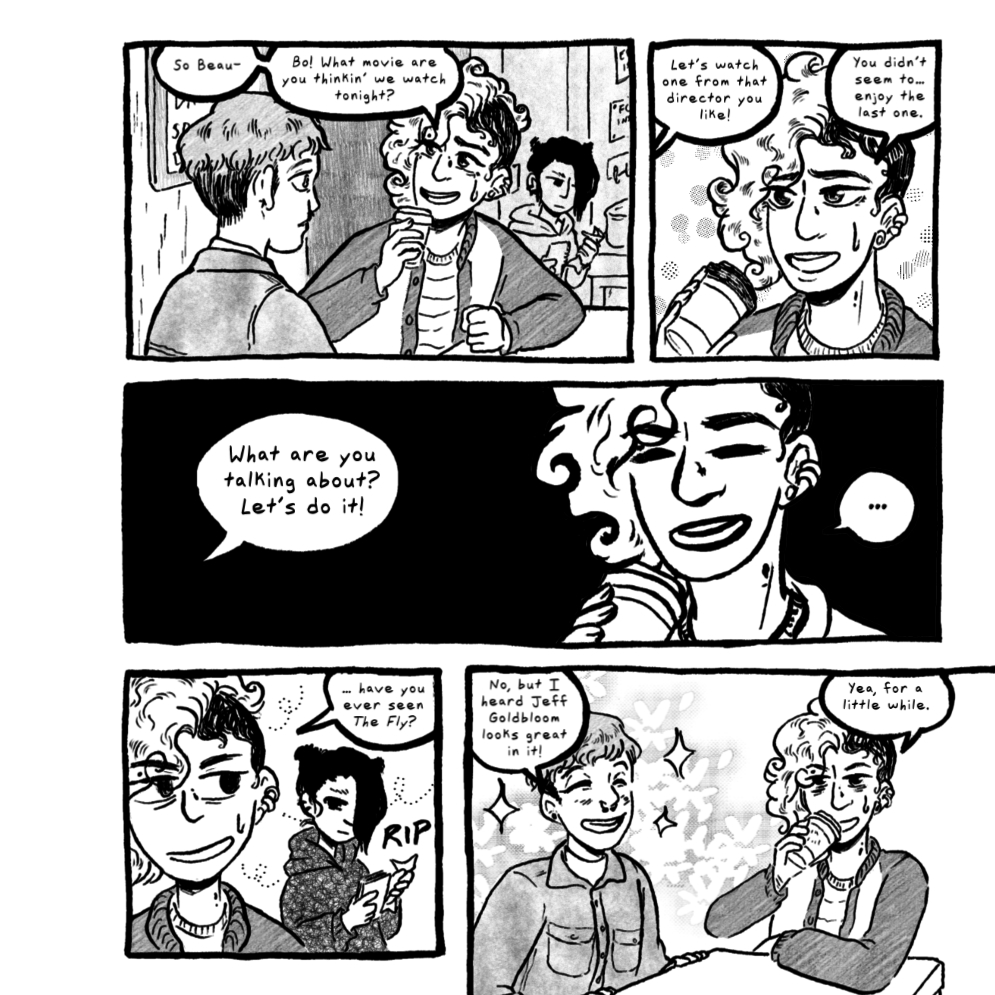 So Beau-
Bo! What movie are
you thinkin' we watch
tonight?
Let's watch
one from that
director you
like!
You didn't
seem to...
enjoy the
last one.
What are you
talking about?
Let's do it!
...
... have you
ever seen
The Fly?
RIP
No, but I
heard Jeff
Goldbloom
looks great
in it!
Yea, for a
little while.